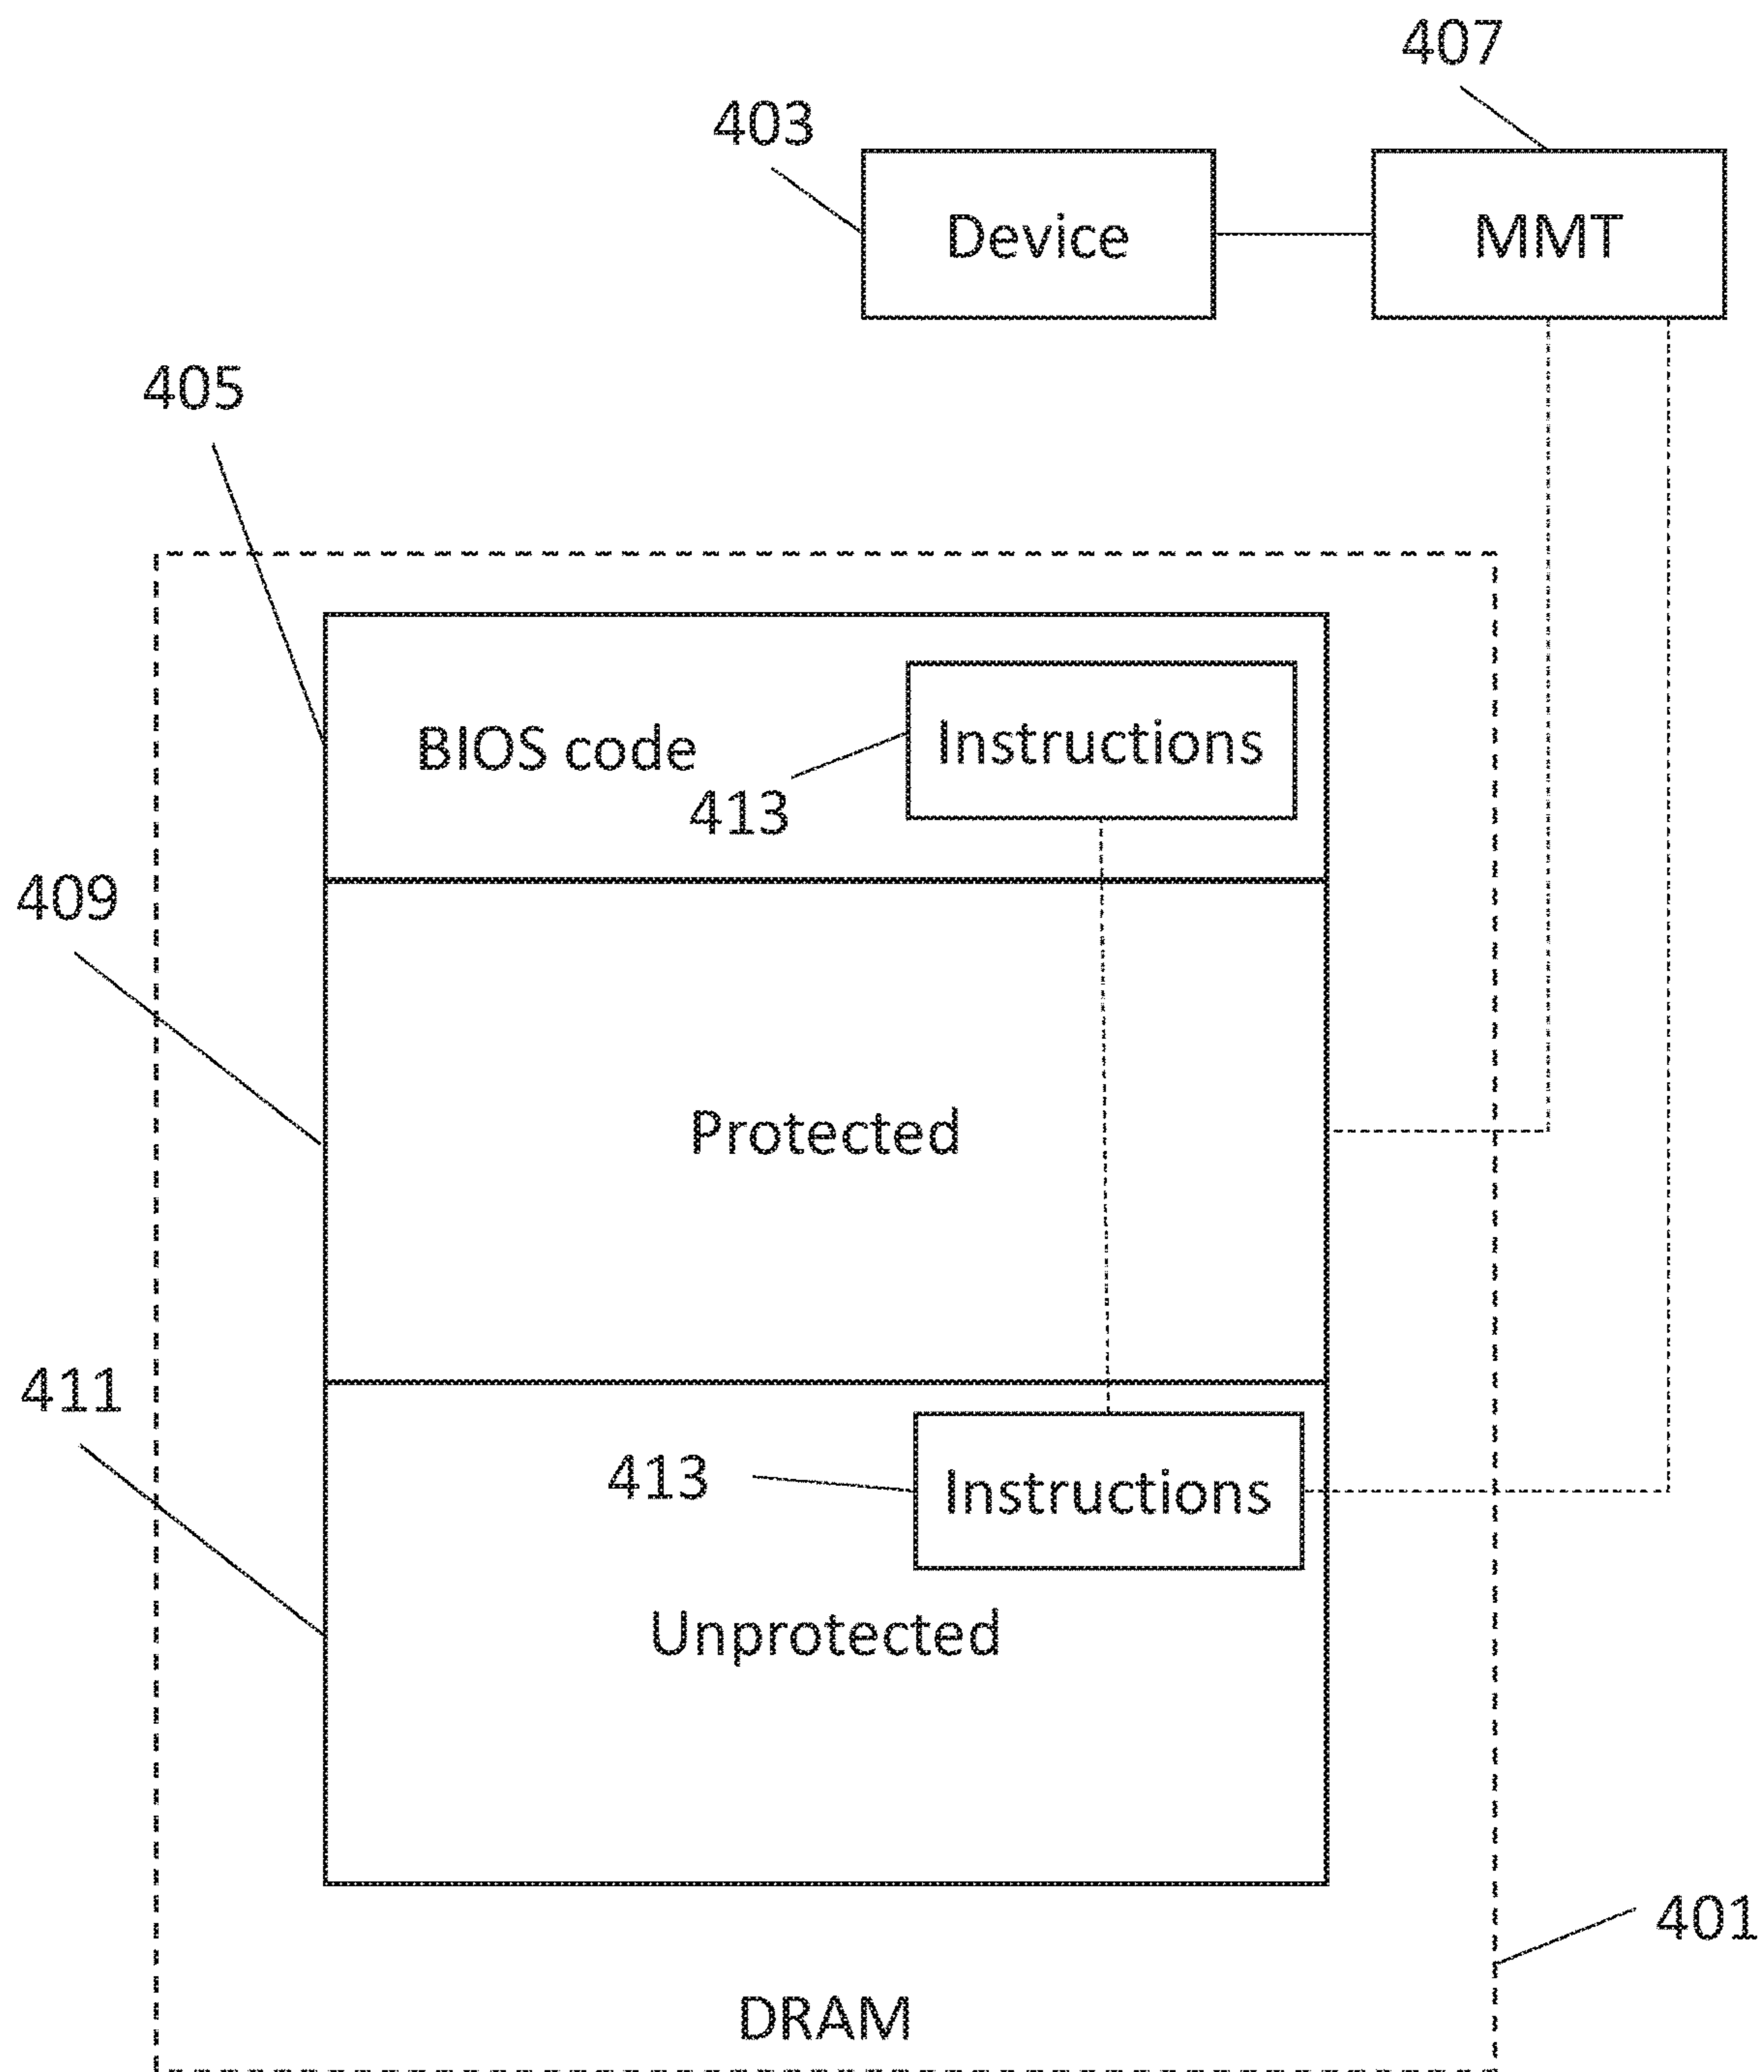 407
403
Device
MMT
405
Instructions
BIOS code
413
409
Protected
411
413
Instructions
Unprotected
401
DRAM